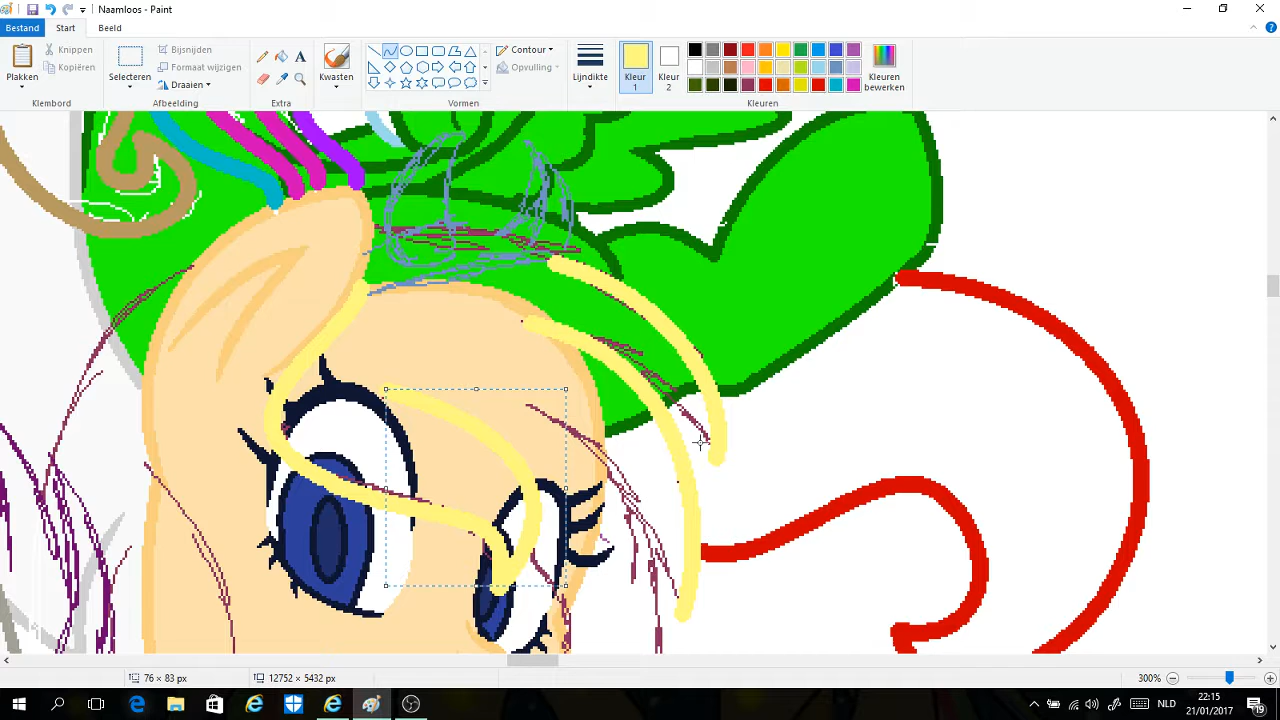 Naamloos - Paint
Bestand Start Beeld
Plakken
Knippen
Kopiëren
Klembord
Selecteren
Bijsnijden
Formaat wijzigen
Draaien
Afbeelding
A
Extra
Kwasten
Contour
Opvulling
Vormen
Lijndikte
Kleur 1
Kleur 2
Kleuren bewerken
Kleuren
76 × 83 px
12752 × 5432 px
300%
NLD
22:15
21/01/2017